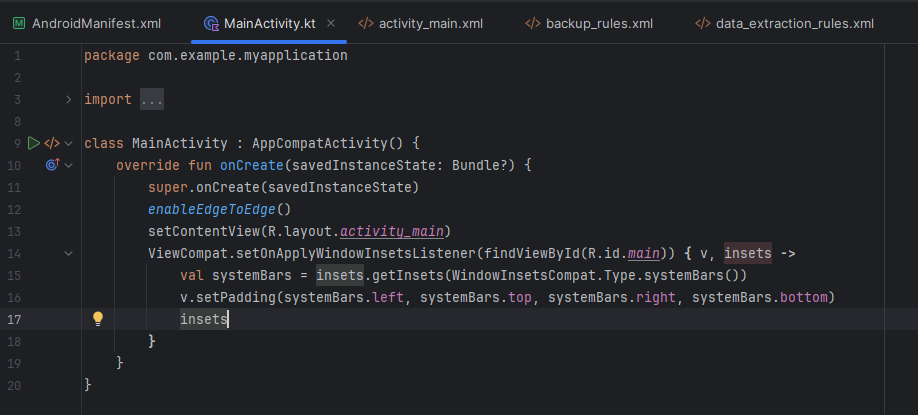 AndroidManifest.xml MainActivity.kt activity_main.xml backup_rules.xml data_extraction_rules.xml
1 package com.example.myapplication
2
3 import ...
8
9 class MainActivity : AppCompatActivity() {
10 override fun onCreate(savedInstanceState: Bundle?) {
11 super.onCreate(savedInstanceState)
12 enableEdgeToEdge()
13 setContentView(R.layout.activity_main)
14 ViewCompat.setOnApplyWindowInsetsListener(findViewById(R.id.main)) { v, insets ->
15 val systemBars = insets.getInsets(WindowInsetsCompat.Type.systemBars())
16 v.setPadding(systemBars.left, systemBars.top, systemBars.right, systemBars.bottom)
17 insets
18 }
19 }
20 }